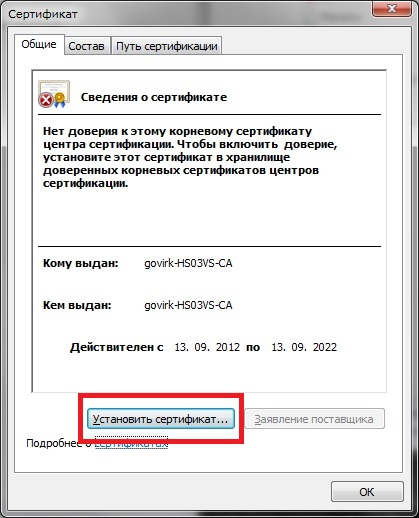 Сертификат
Общие Состав Путь сертификации
Сведения о сертификате
Нет доверия к этому корневому сертификату
центра сертификации. Чтобы включить доверие,
установите этот сертификат в хранилище
доверенных корневых сертификатов центров
сертификации.
Кому выдан: govirk-HS03VS-CA
Кем выдан: govirk-HS03VS-CA
Действителен с 13. 09. 2012 по 13. 09. 2022
Установить сертификат... Заявление поставщика
Подробнее о сертификатах
ОК